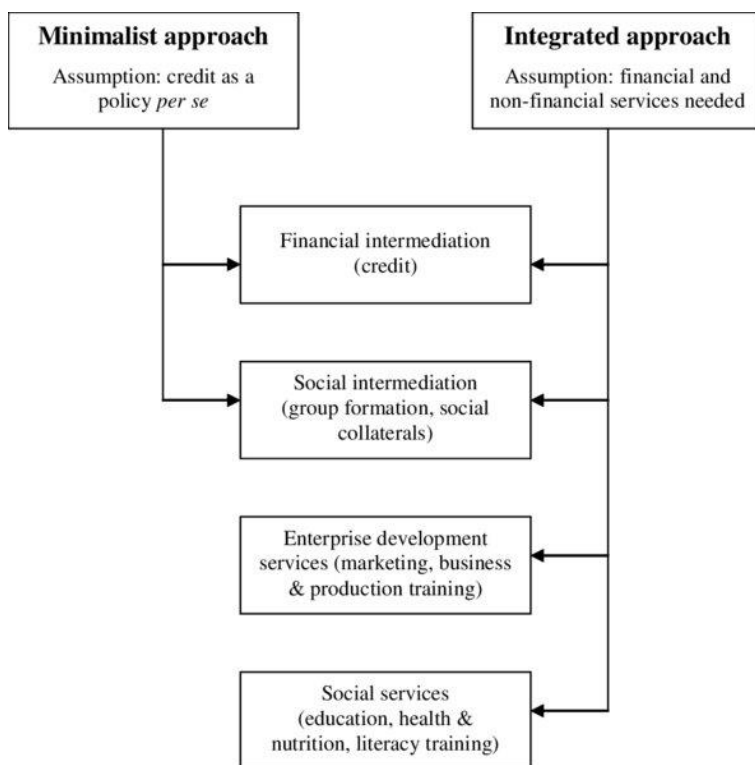 Minimalist approach
Assumption: credit as a
policy per se
Integrated approach
Assumption: financial and
non-financial services needed
Financial intermediation
(credit)
Social intermediation
(group formation, social
collaterals)
Enterprise development
services (marketing, business
& production training)
Social services
(education, health &
nutrition, literacy training)